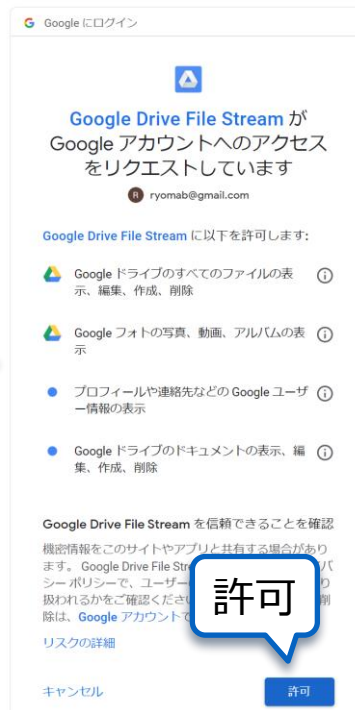 Google にログイン
Google Drive File Stream が
Google アカウントへのアクセス
をリクエストしています
R ryomab@gmail.com
Google Drive File Stream に以下を許可します:
Google ドライブのすべてのファイルの表
示、編集、作成、削除
Google フォトの写真、動画、アルバムの表
示
プロフィールや連絡先などの Google ユーザ
ー情報の表示
Google ドライブのドキュメントの表示、編
集、作成、削除
Google Drive File Stream を信頼できることを確認
機密情報をこのサイトやアプリと共有する場合があり
ます。 Google Drive File Stre
シー ポリシーで、ユーザー
扱われるかをご確認くださ
除は、Google アカウントで
許可
リスクの詳細
キャンセル
許可